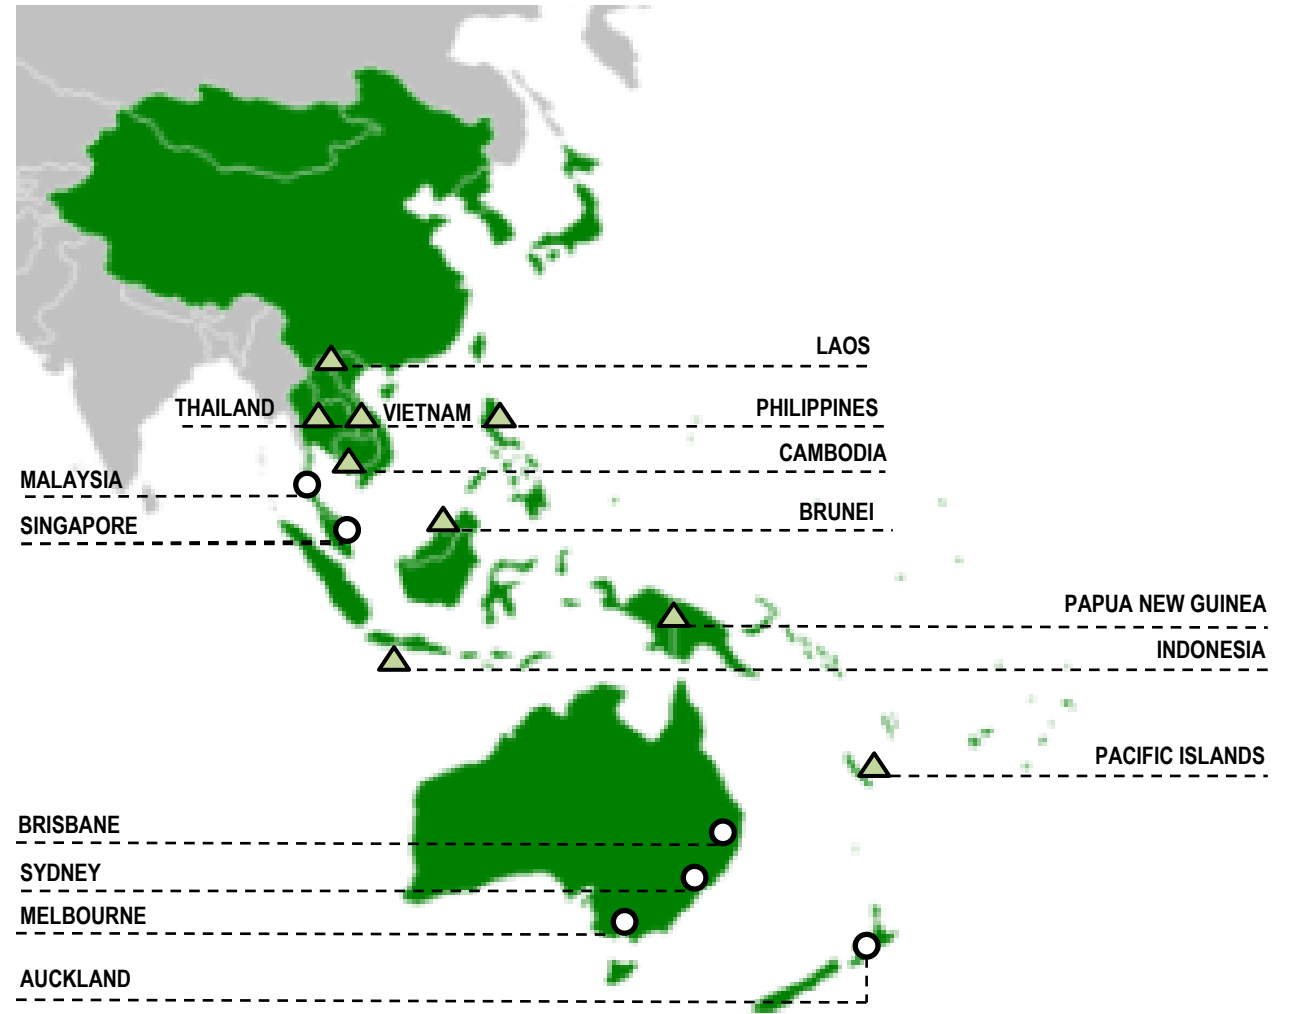 LAOS
THAILAND
VIETNAM
PHILIPPINES
CAMBODIA
MALAYSIA
BRUNEI
SINGAPORE
PAPUA NEW GUINEA
INDONESIA
PACIFIC ISLANDS
BRISBANE
SYDNEY
MELBOURNE
AUCKLAND